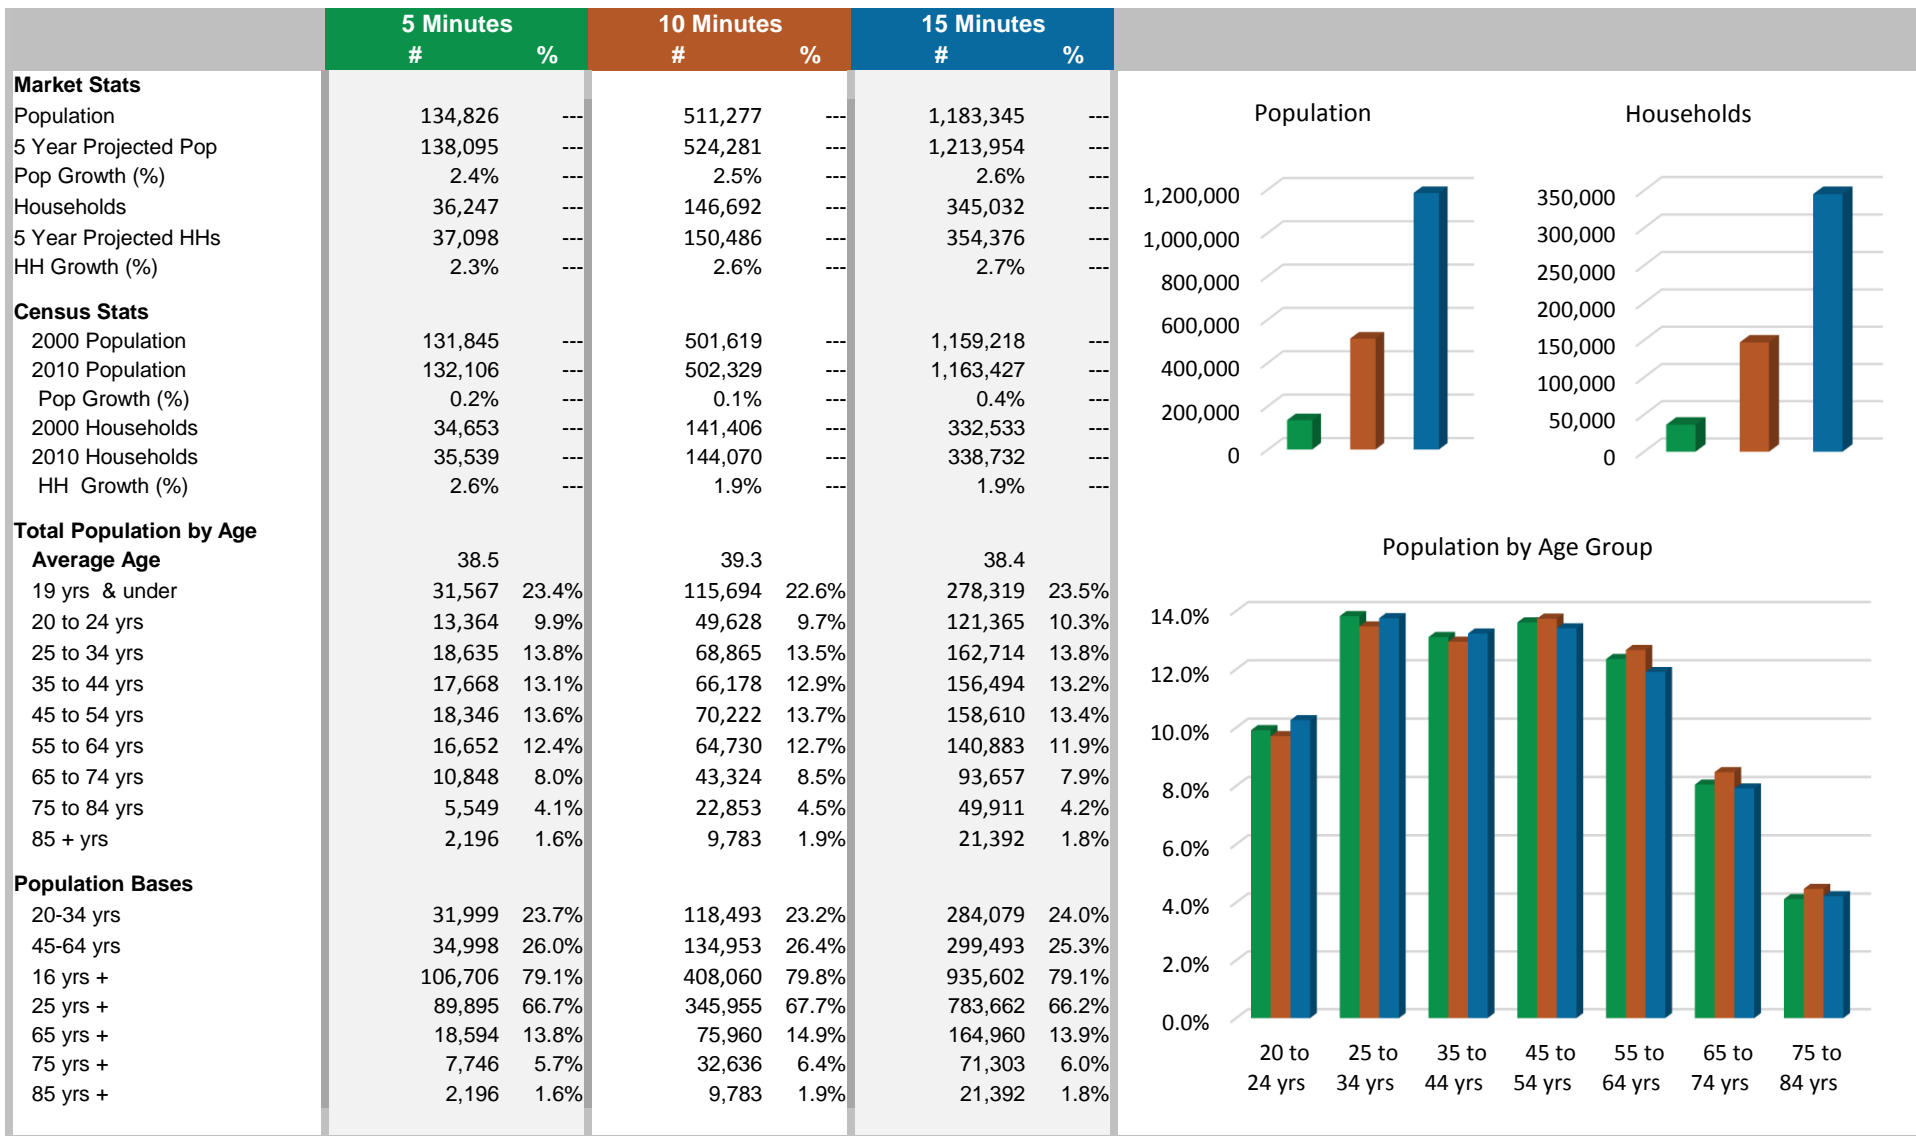 5 Minutes 10 Minutes 15 Minutes
# % # % # %
Market Stats
Population 134,826 --- 511,277 --- 1,183,345 ---
5 Year Projected Pop 138,095 --- 524,281 --- 1,213,954 ---
Pop Growth (%) 2.4% --- 2.5% --- 2.6% ---
Households 36,247 --- 146,692 --- 345,032 ---
5 Year Projected HHs 37,098 --- 150,486 --- 354,376 ---
HH Growth (%) 2.3% --- 2.6% --- 2.7% ---
Census Stats
2000 Population 131,845 --- 501,619 --- 1,159,218 ---
2010 Population 132,106 --- 502,329 --- 1,163,427 ---
Pop Growth (%) 0.2% --- 0.1% --- 0.4% ---
2000 Households 34,653 --- 141,406 --- 332,533 ---
2010 Households 35,539 --- 144,070 --- 338,732 ---
HH Growth (%) 2.6% --- 1.9% --- 1.9% ---
Total Population by Age
Average Age 38.5 39.3 38.4
19 yrs & under 31,567 23.4% 115,694 22.6% 278,319 23.5%
20 to 24 yrs 13,364 9.9% 49,628 9.7% 121,365 10.3%
25 to 34 yrs 18,635 13.8% 68,865 13.5% 162,714 13.8%
35 to 44 yrs 17,668 13.1% 66,178 12.9% 156,494 13.2%
45 to 54 yrs 18,346 13.6% 70,222 13.7% 158,610 13.4%
55 to 64 yrs 16,652 12.4% 64,730 12.7% 140,883 11.9%
65 to 74 yrs 10,848 8.0% 43,324 8.5% 93,657 7.9%
75 to 84 yrs 5,549 4.1% 22,853 4.5% 49,911 4.2%
85 + yrs 2,196 1.6% 9,783 1.9% 21,392 1.8%
Population Bases
20-34 yrs 31,999 23.7% 118,493 23.2% 284,079 24.0%
45-64 yrs 34,998 26.0% 134,953 26.4% 299,493 25.3%
16 yrs + 106,706 79.1% 408,060 79.8% 935,602 79.1%
25 yrs + 89,895 66.7% 345,955 67.7% 783,662 66.2%
65 yrs + 18,594 13.8% 75,960 14.9% 164,960 13.9%
75 yrs + 7,746 5.7% 32,636 6.4% 71,303 6.0%
85 yrs + 2,196 1.6% 9,783 1.9% 21,392 1.8%
Population
1,200,000
1,000,000
800,000
600,000
400,000
200,000
0
Households
350,000
300,000
250,000
200,000
150,000
100,000
50,000
0
Population by Age Group
14.0%
12.0%
10.0%
8.0%
6.0%
4.0%
2.0%
0.0%
20 to 25 to 35 to 45 to 55 to 65 to 75 to
24 yrs 34 yrs 44 yrs 54 yrs 64 yrs 74 yrs 84 yrs